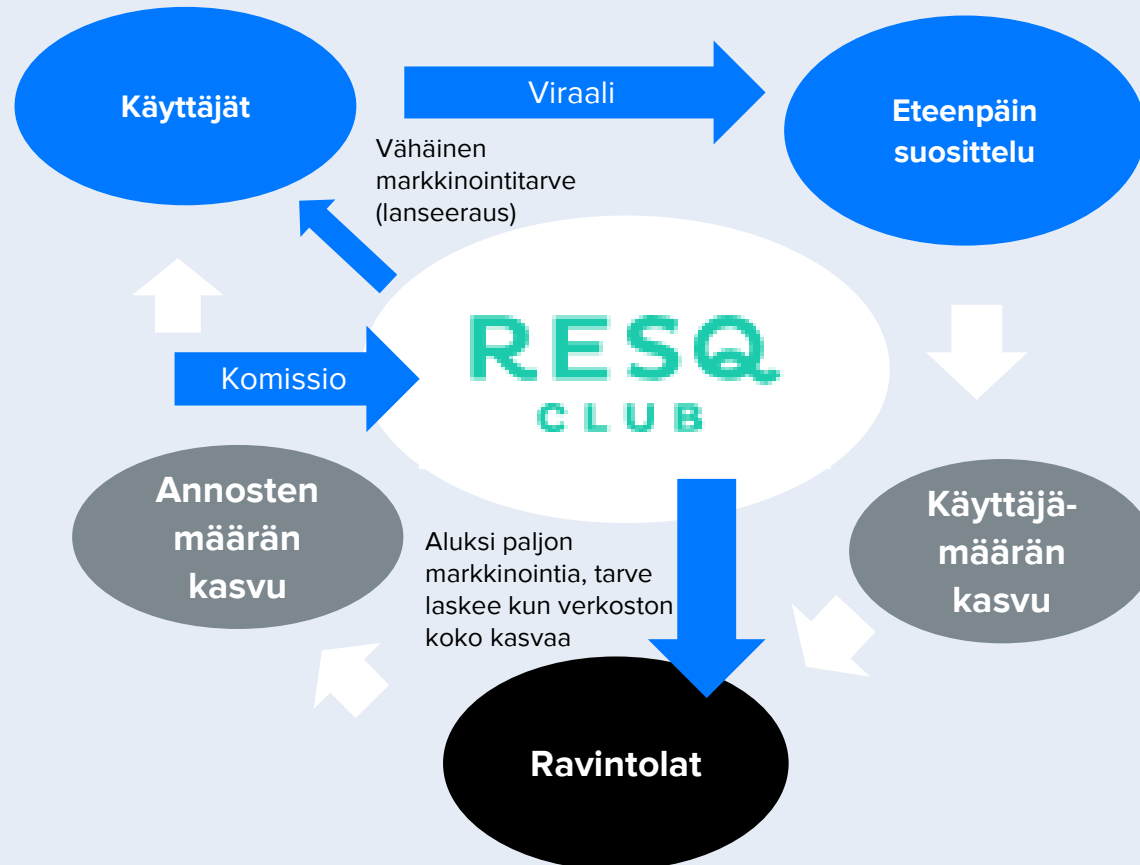 Käyttäjät
Viraali
Eteenpäin
suosittelu
Vähäinen
markkinointitarve
(lanseeraus)
RESQ
CLUB
Komissio
Annosten
määrän
kasvu
Käyttäjä-
määrän
kasvu
Aluksi paljon
markkinointia, tarve
laskee kun verkoston
koko kasvaa
Ravintolat